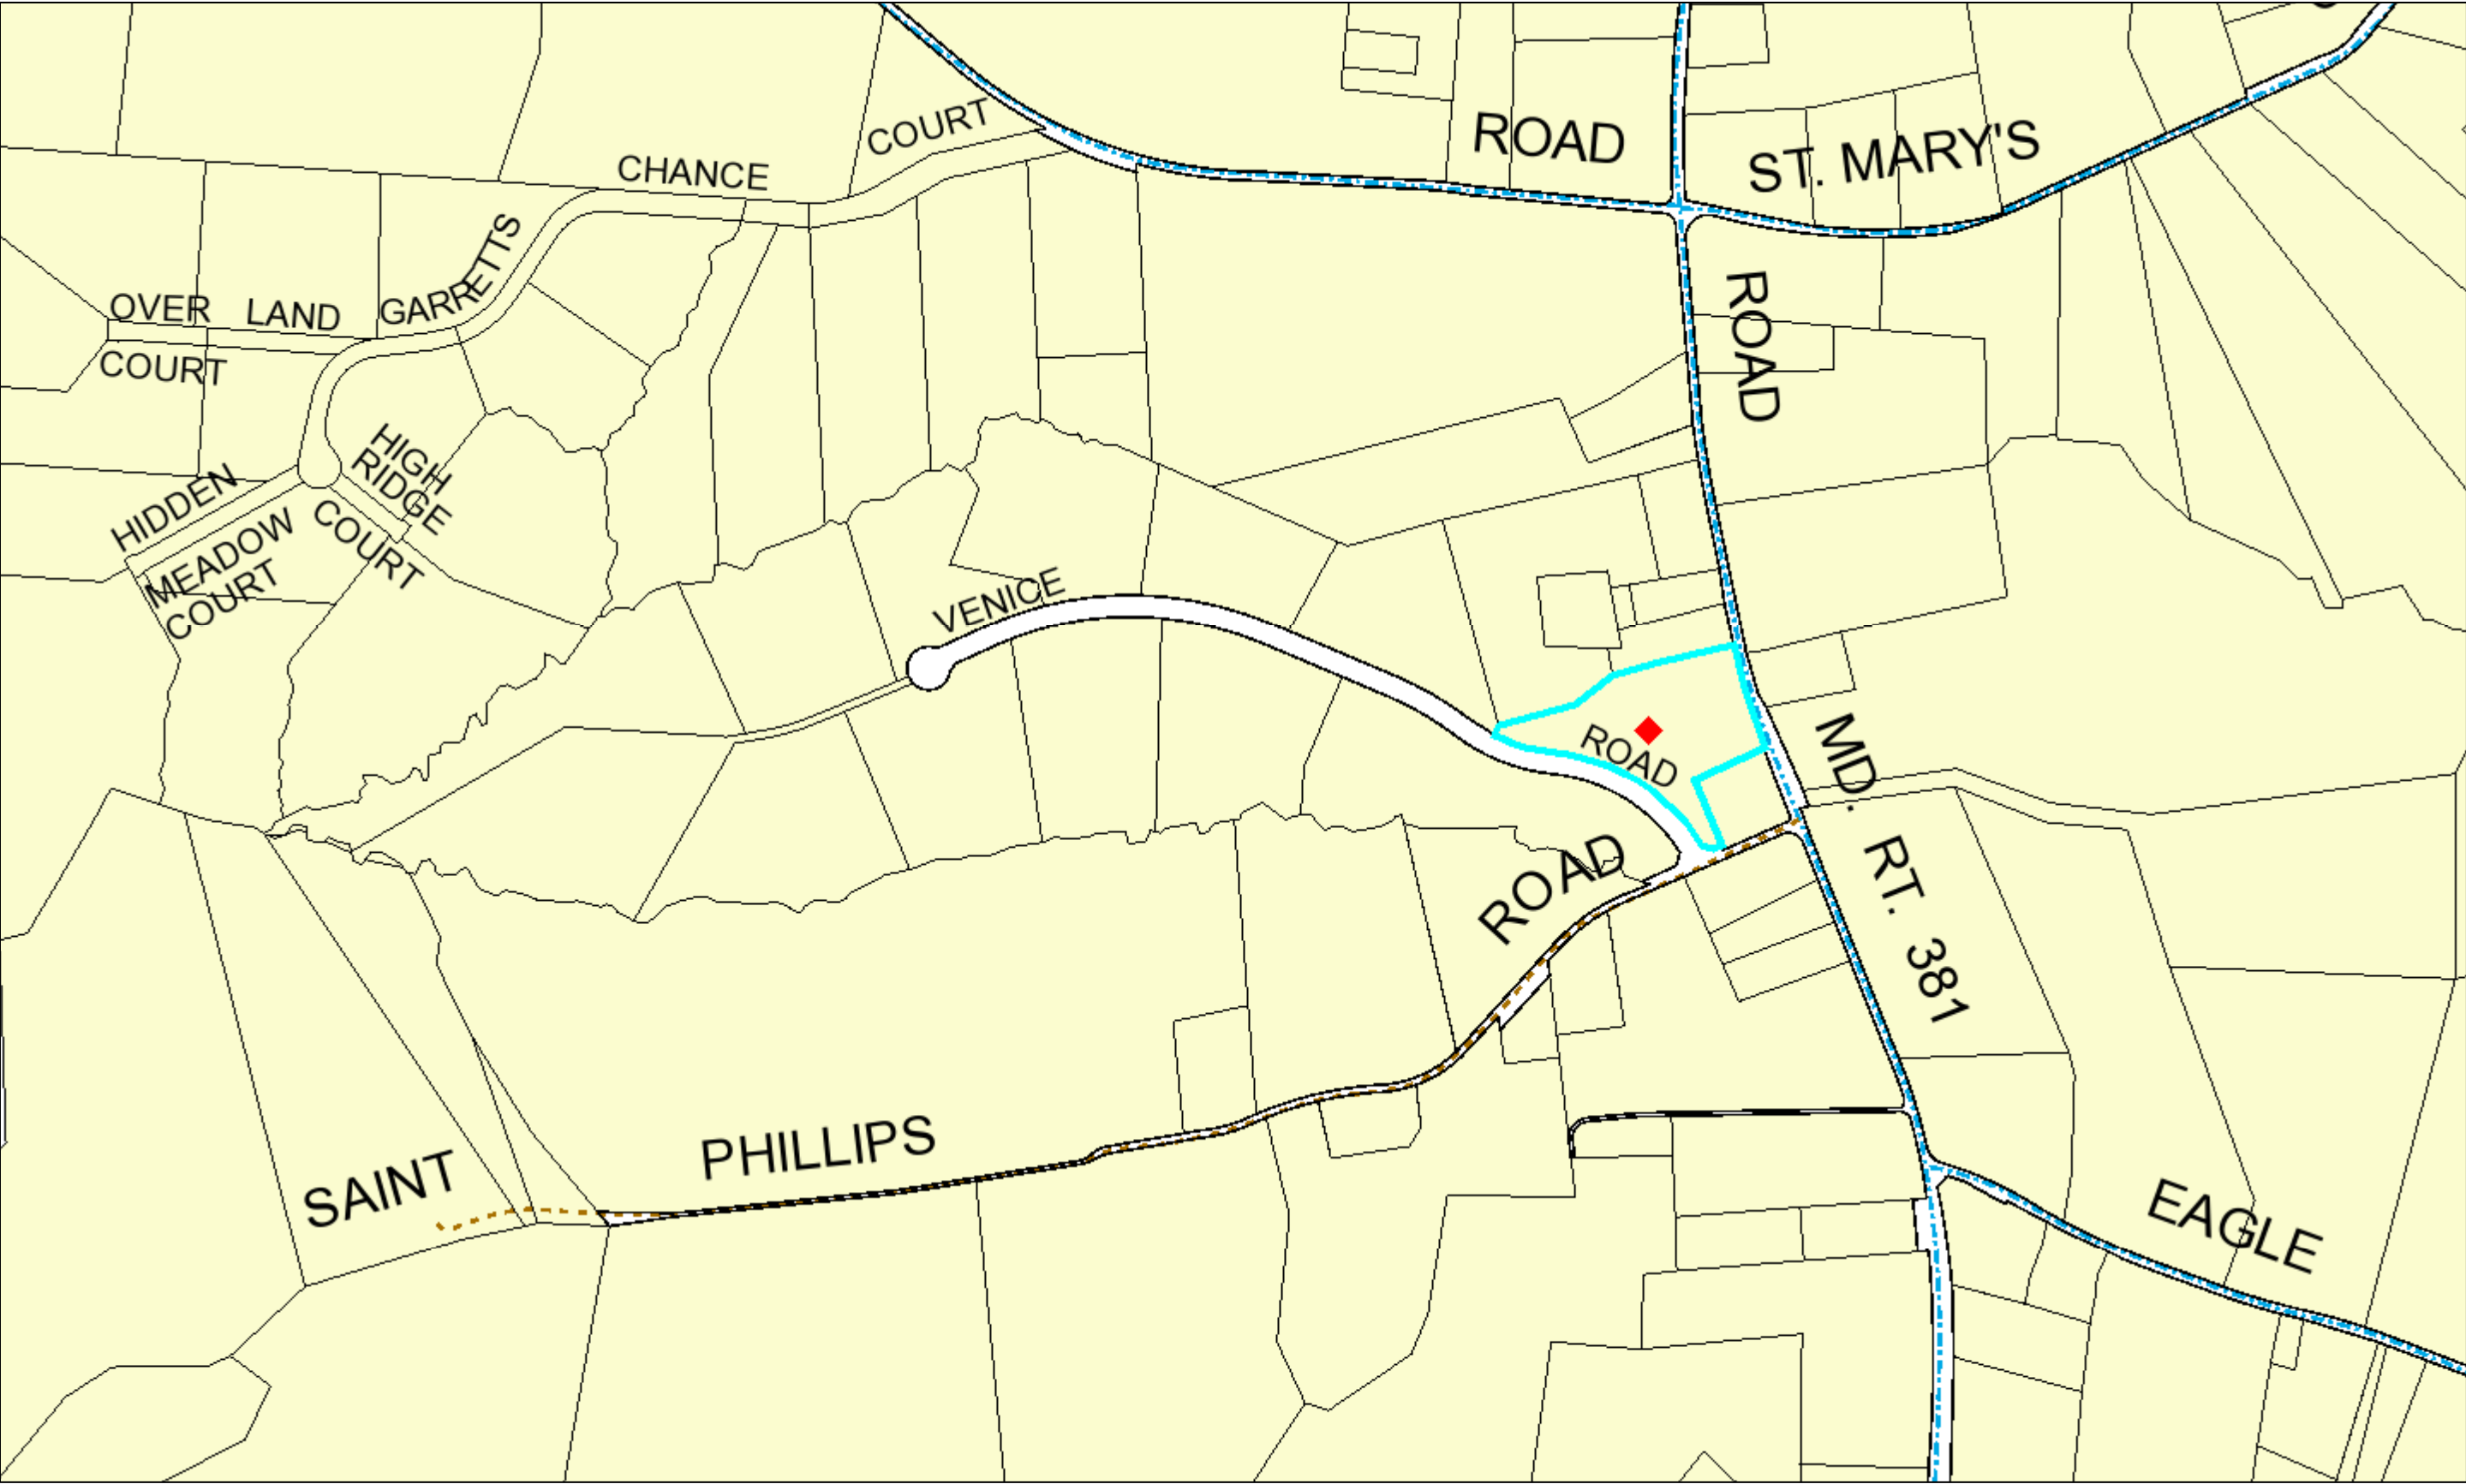 COURT
CHANCE
ROAD
ST. MARY'S
GARRETTS
OVER LAND
COURT
ROAD
HIGH
RIDGE
COURT
HIDDEN
MEADOW
COURT
VENICE
ROAD
MD. RT. 381
ROAD
PHILLIPS
SAINT
EAGLE